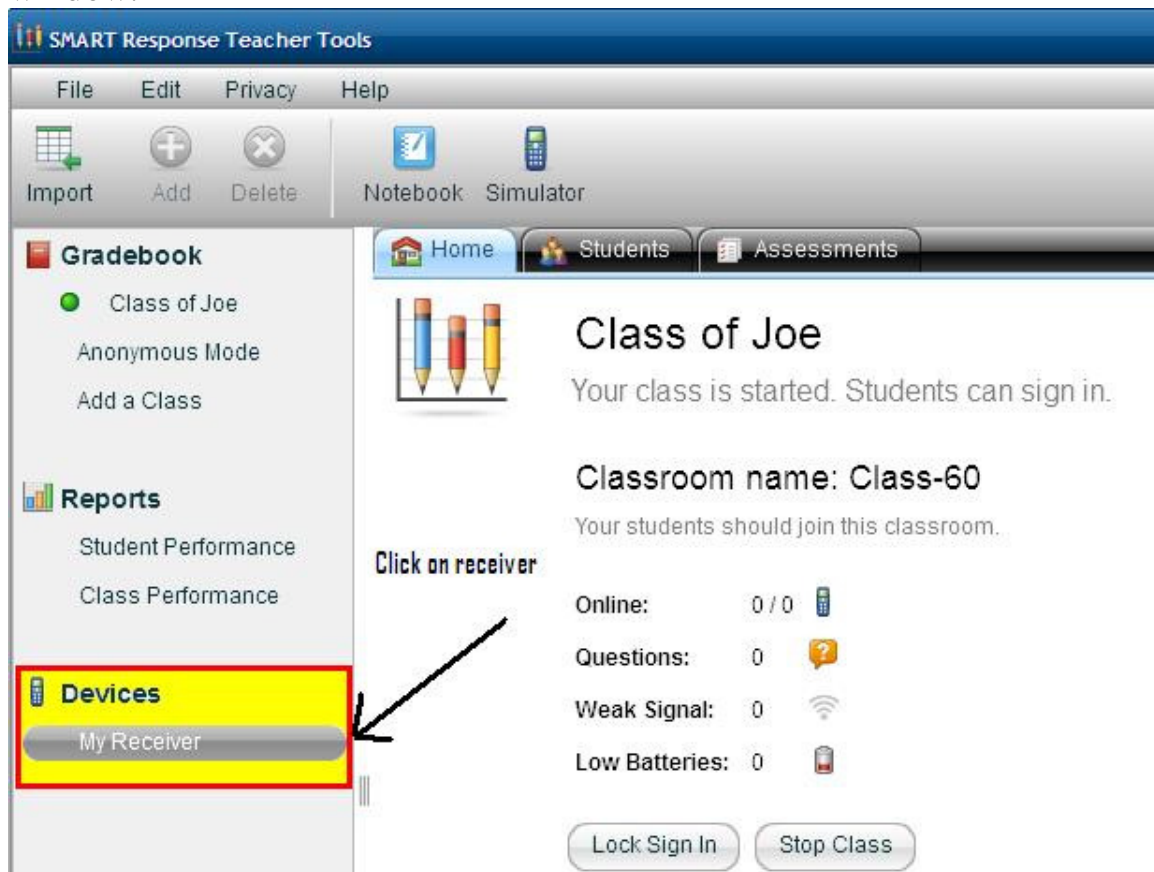 SMART Response Teacher Tools
File Edit Privacy Help
Import Add Delete Notebook Simulator
Gradebook
Class of Joe
Anonymous Mode
Add a Class
Reports
Student Performance
Class Performance
Devices
My Receiver
Home Students Assessments
Class of Joe
Your class is started. Students can sign in.
Classroom name: Class-60
Your students should join this classroom.
Click on receiver
Online: 0 / 0
Questions: 0
Weak Signal: 0
Low Batteries: 0
Lock Sign In Stop Class